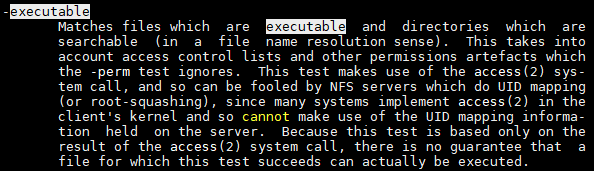 -executable
Matches files which are executable and directories which are
searchable (in a file name resolution sense). This takes into
account access control lists and other permissions artefacts which
the -perm test ignores. This test makes use of the access(2) sys-
tem call, and so can be fooled by NFS servers which do UID mapping
(or root-squashing), since many systems implement access(2) in the
client's kernel and so cannot make use of the UID mapping informa-
tion held on the server. Because this test is based only on the
result of the access(2) system call, there is no guarantee that a
file for which this test succeeds can actually be executed.